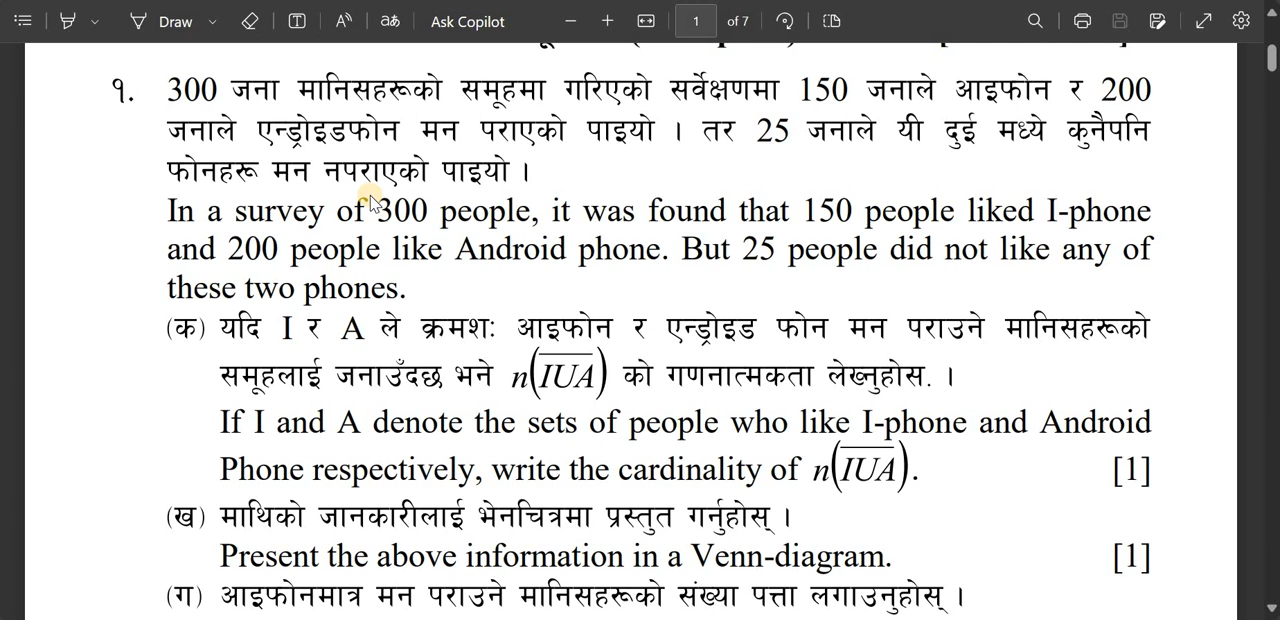 Draw
Ask Copilot
1 of 7
१. 300 जना मानिसहरूको समूहमा गरिएको सर्वेक्षणमा 150 जनाले आइफोन र 200
जनाले एन्ड्रोइडफोन मन पराएको पाइयो । तर 25 जनाले यी दुई मध्ये कुनैपनि
फोनहरू मन नपराएको पाइयो ।
In a survey of 300 people, it was found that 150 people liked I-phone
and 200 people like Android phone. But 25 people did not like any of
these two phones.
(क) यदि I र A ले क्रमशः आइफोन र एन्ड्रोइड फोन मन पराउने मानिसहरूको
समूहलाई जनाउँदछ भने n(\overline{IUA}) को गणनात्मकता लेख्नुहोस. ।
If I and A denote the sets of people who like I-phone and Android
Phone respectively, write the cardinality of n(\overline{IUA}). [1]
(ख) माथिको जानकारीलाई भेनचित्रमा प्रस्तुत गर्नुहोस् ।
Present the above information in a Venn-diagram. [1]
(ग) आइफोनमात्र मन पराउने मानिसहरूको संख्या पत्ता लगाउनुहोस् ।